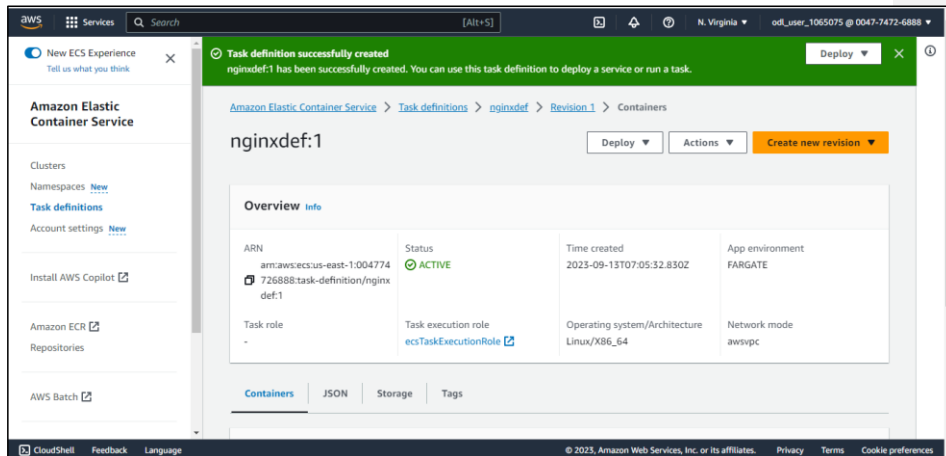 aws Services Search [Alt+S] N. Virginia odl_user_1065075 @ 0047-7472-6888
New ECS Experience
Tell us what you think
Amazon Elastic
Container Service
Clusters
Namespaces New
Task definitions
Account settings New
Install AWS Copilot
Amazon ECR
Repositories
AWS Batch
Task definition successfully created
nginxdef:1 has been successfully created. You can use this task definition to deploy a service or run a task.
Deploy
Amazon Elastic Container Service > Task definitions > nginxdef > Revision 1 > Containers
nginxdef:1
Deploy Actions Create new revision
Overview Info
ARN
arn:aws:ecs:us-east-1:004774
726888:task-definition/nginx
def:1
Status
ACTIVE
Time created
2023-09-13T07:05:32.830Z
App environment
FARGATE
Task role
-
Task execution role
ecsTaskExecutionRole
Operating system/Architecture
Linux/X86_64
Network mode
awsvpc
Containers JSON Storage Tags
CloudShell Feedback Language © 2023, Amazon Web Services, Inc. or its affiliates. Privacy Terms Cookie preferences